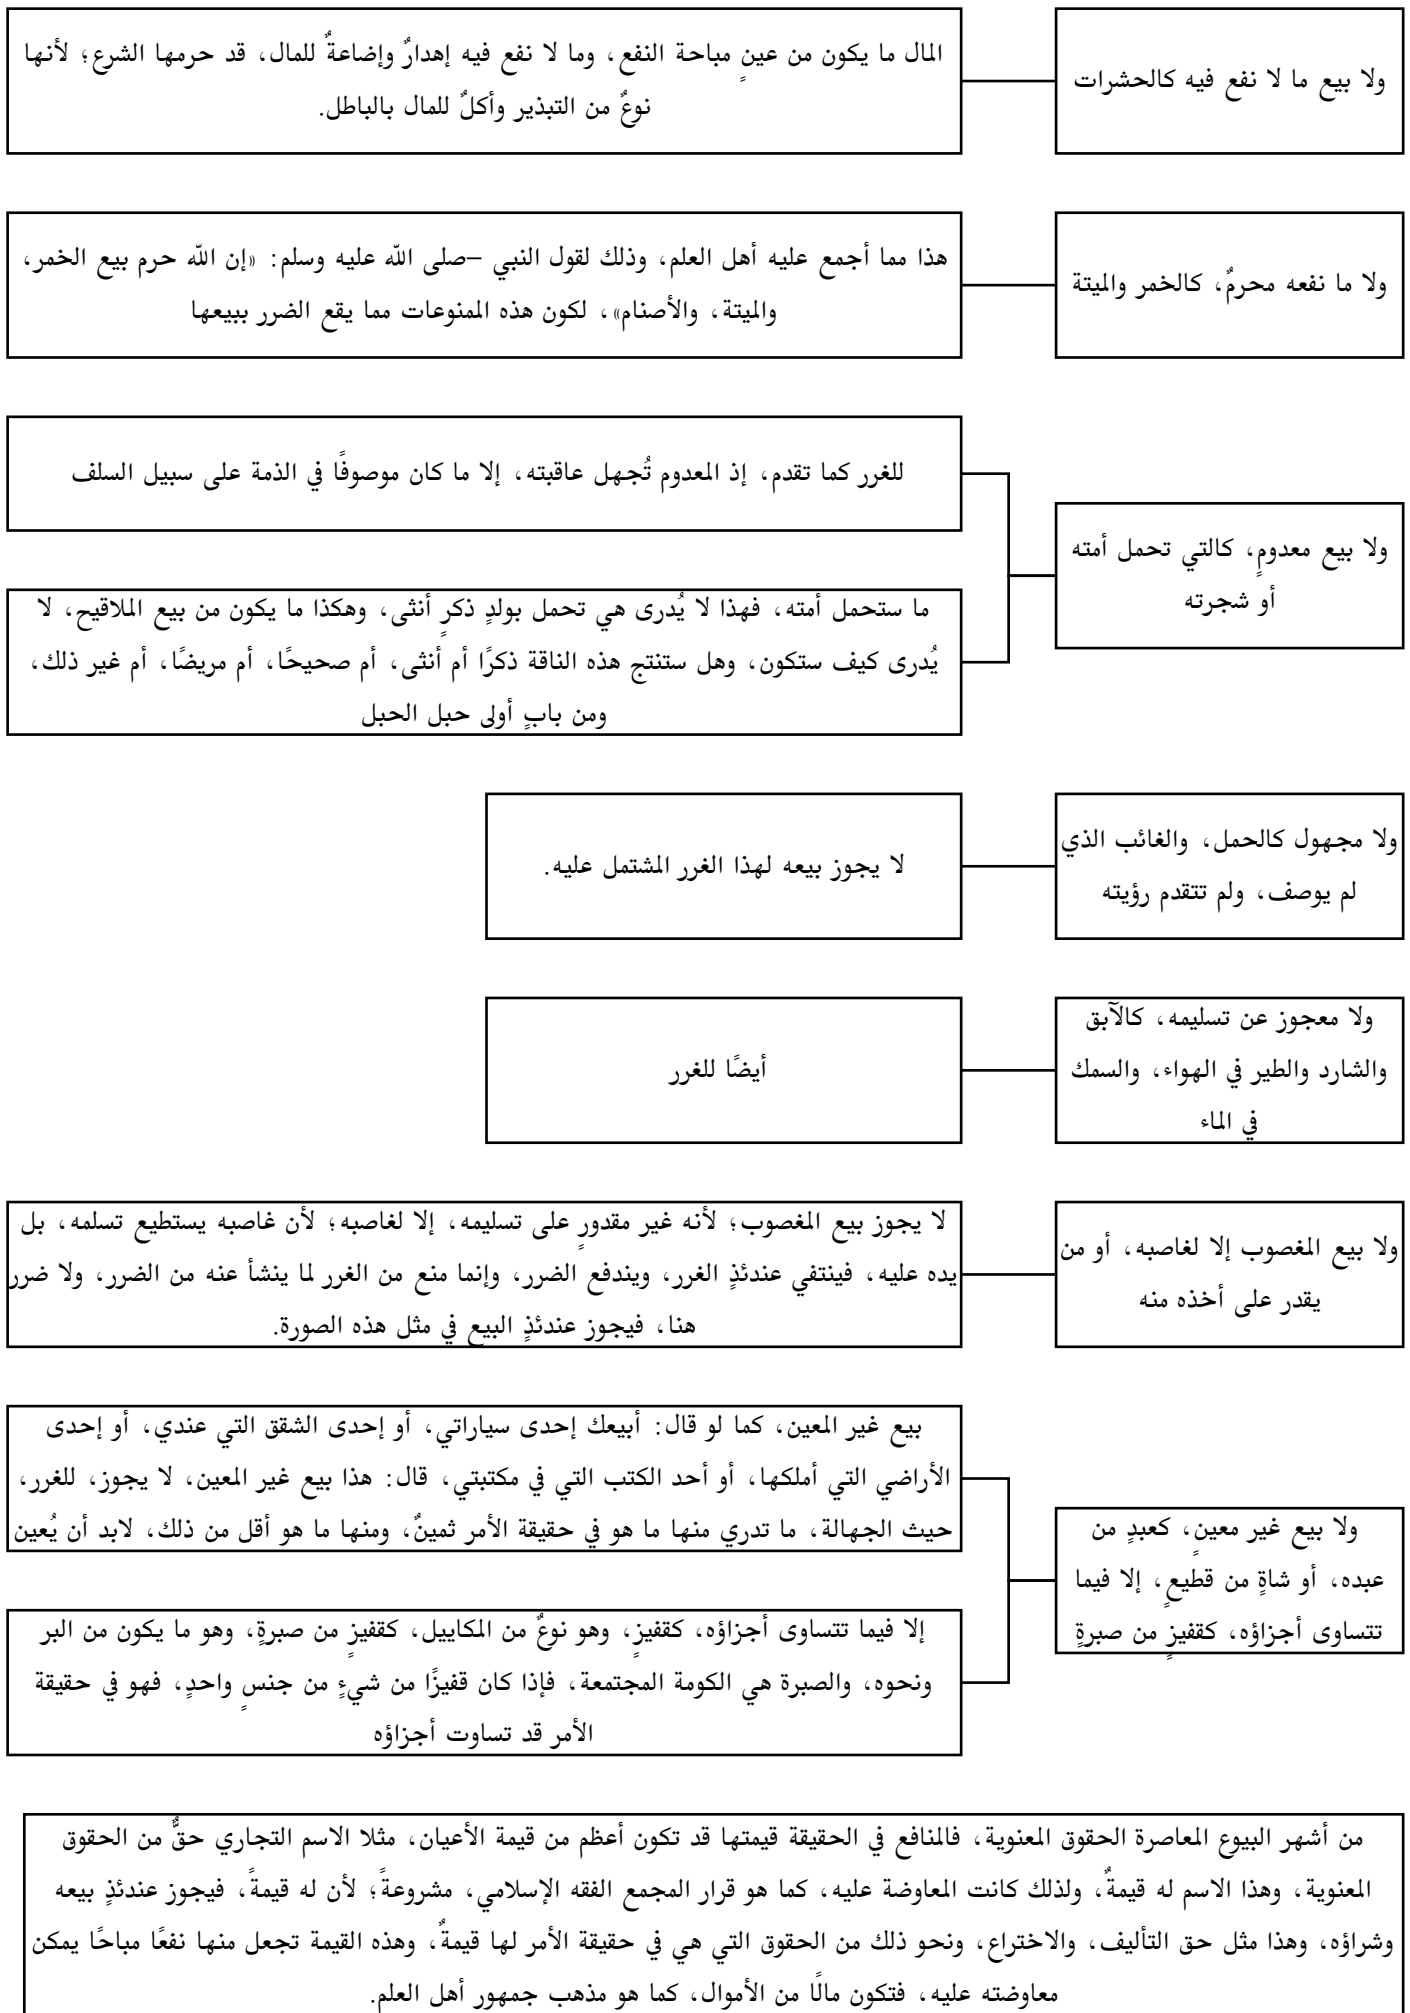 ولا بيع ما لا نفع فيه كالحشرات
المال ما يكون من عينٍ مباحة النفع، وما لا نفع فيه إهدارٌ وإضاعةٌ للمال، قد حرمها الشرع؛ لأنها
نوعٌ من التبذير وأكلٌ للمال بالباطل.
ولا ما نفعه محرمٌ، كالخمر والميتة
هذا مما أجمع عليه أهل العلم، وذلك لقول النبي –صلى الله عليه وسلم: «إن الله حرم بيع الخمر،
والميتة، والأصنام»، لكون هذه الممنوعات مما يقع الضرر ببيعها
ولا بيع معدومٍ، كالتي تحمل أمته
أو شجرته
للغرر كما تقدم، إذ المعدوم تُجهل عاقبته، إلا ما كان موصوفًا في الذمة على سبيل السلف
ما ستحمل أمته، فهذا لا يُدرى هي تحمل بولدٍ ذكرٍ أنثى، وهكذا ما يكون من بيع الملاقيح، لا
يُدرى كيف ستكون، وهل ستنتج هذه الناقة ذكرًا أم أنثى، أم صحيحًا، أم مريضًا، أم غير ذلك،
ومن بابٍ أولى حبل الحبل
ولا مجهول كالحمل، والغائب الذي
لم يوصف، ولم تتقدم رؤيته
لا يجوز بيعه لهذا الغرر المشتمل عليه.
ولا معجوز عن تسليمه، كالآبق
والشارد والطير في الهواء، والسمك
في الماء
أيضًا للغرر
ولا بيع المغصوب إلا لغاصبه، أو من
يقدر على أخذه منه
لا يجوز بيع المغصوب؛ لأنه غير مقدورٍ على تسليمه، إلا لغاصبه؛ لأن غاصبه يستطيع تسلمه، بل
يده عليه، فينتفي عندئذٍ الغرر، ويندفع الضرر، وإنما منع من الغرر لما ينشأ عنه من الضرر، ولا ضرر
هنا، فيجوز عندئذٍ البيع في مثل هذه الصورة.
ولا بيع غير معينٍ، كعبدٍ من
عبده، أو شاةٍ من قطيعٍ، إلا فيما
تتساوى أجزاؤه، كقفيزٍ من صبرةٍ
بيع غير المعين، كما لو قال: أبيعك إحدى سياراتي، أو إحدى الشقق التي عندي، أو إحدى
الأراضي التي أملكها، أو أحد الكتب التي في مكتبتي، قال: هذا بيع غير المعين، لا يجوز، للغرر،
حيث الجهالة، ما تدري منها ما هو في حقيقة الأمر ثمينٌ، ومنها ما هو أقل من ذلك، لابد أن يُعين
إلا فيما تتساوى أجزاؤه، كقفيزٍ، وهو نوعٌ من المكاييل، كقفيزٍ من صبرةٍ، وهو ما يكون من البر
ونحوه، والصبرة هي الكومة المجتمعة، فإذا كان قفيزًا من شيءٍ من جنسٍ واحدٍ، فهو في حقيقة
الأمر قد تساوت أجزاؤه
من أشهر البيوع المعاصرة الحقوق المعنوية، فالمنافع في الحقيقة قيمتها قد تكون أعظم من قيمة الأعيان، مثلا الاسم التجاري حقٌّ من الحقوق
المعنوية، وهذا الاسم له قيمةٌ، ولذلك كانت المعاوضة عليه، كما هو قرار المجمع الفقه الإسلامي، مشروعةً؛ لأن له قيمةً، فيجوز عندئذٍ بيعه
وشراؤه، وهذا مثل حق التأليف، والاختراع، ونحو ذلك من الحقوق التي هي في حقيقة الأمر لها قيمةٌ، وهذه القيمة تجعل منها نفعًا مباحًا يمكن
معاوضته عليه، فتكون مالًا من الأموال، كما هو مذهب جمهور أهل العلم.